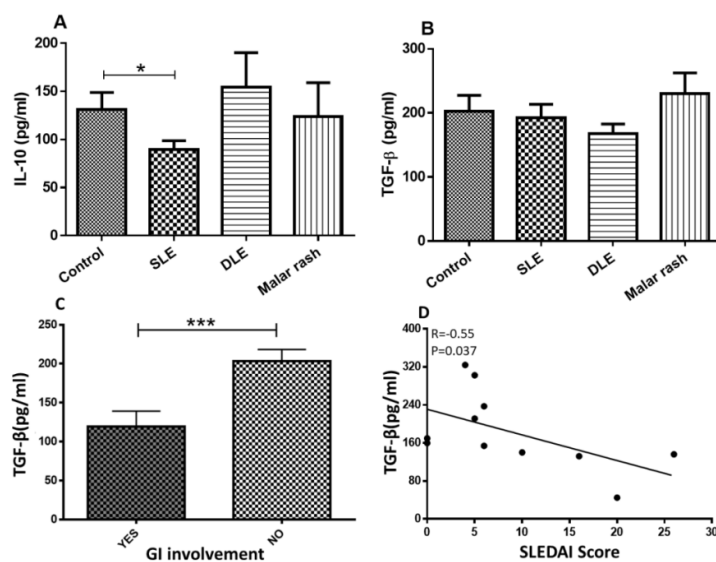 A
IL-10 (pg/ml)
200
150
100
50
0
*
Control
SLE
DLE
Malar rash
B
TGF-β (pg/ml)
300
200
100
0
Control
SLE
DLE
Malar rash
C
TGF-β(pg/ml)
250
200
150
100
50
0
***
YES
NO
GI involvement
D
R=-0.55
P=0.037
TGF-β(pg/ml)
400
320
240
160
80
0
0
5
10
15
20
25
30
SLEDAI Score